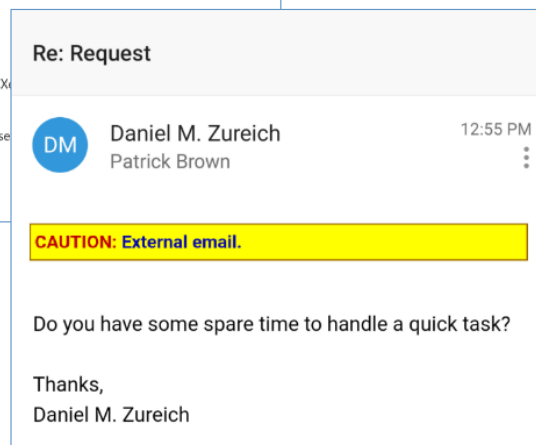 Re: Request
Daniel M. Zureich
12:55 PM
DM
Patrick Brown
CAUTION: External email.
Do you have some spare time to handle a quick task?
Thanks,
Daniel M. Zureich